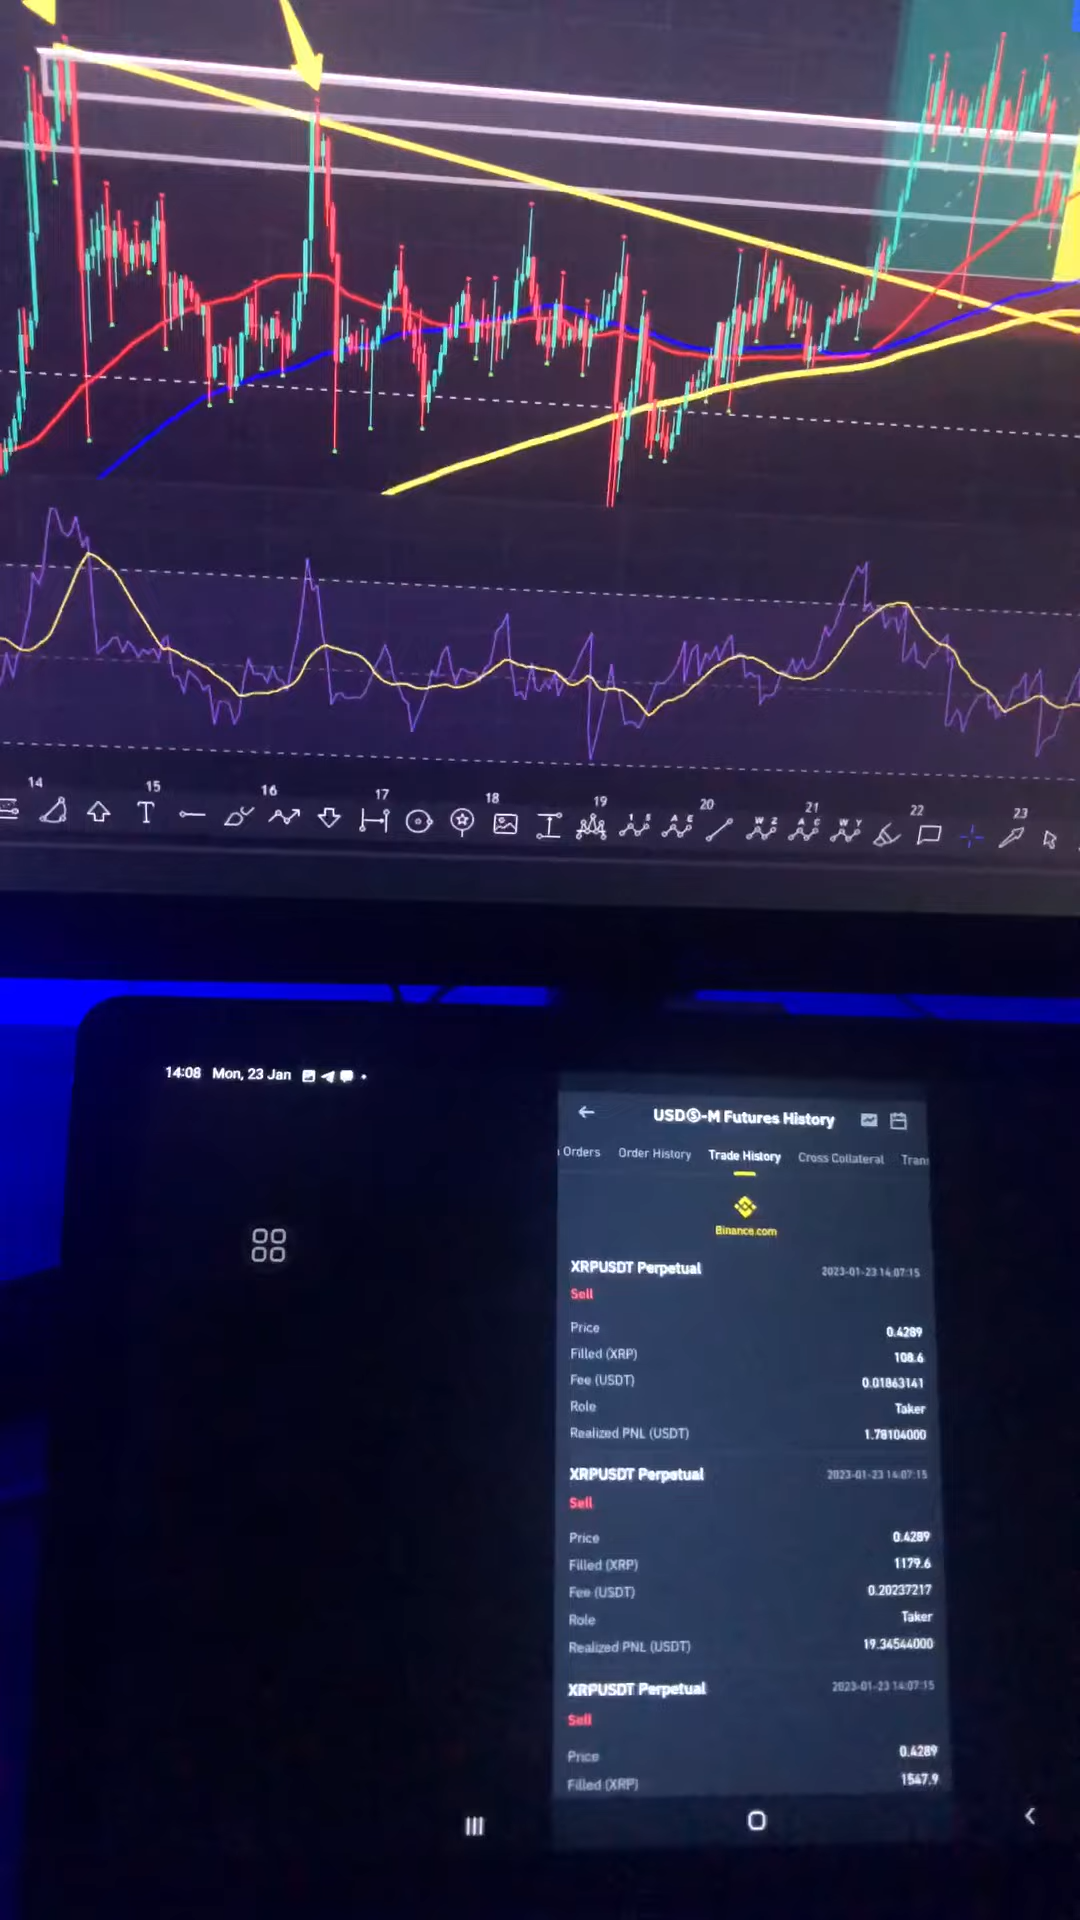 14 15 16 17 18 19 20 21 22 23
14:08 Mon, 23 Jan
USDⓈ-M Futures History
Orders Order History Trade History Cross Collateral Tran
Binance.com
XRPUSDT Perpetual 2023-01-23 14:07:15
Sell
Price 0.4289
Filled (XRP) 108.6
Fee (USDT) 0.01863141
Role Taker
Realized PNL (USDT) 1.78104000
XRPUSDT Perpetual 2023-01-23 14:07:15
Sell
Price 0.4289
Filled (XRP) 1179.6
Fee (USDT) 0.20237217
Role Taker
Realized PNL (USDT) 19.34544000
XRPUSDT Perpetual 2023-01-23 14:07:15
Sell
Price 0.4289
Filled (XRP) 1547.9